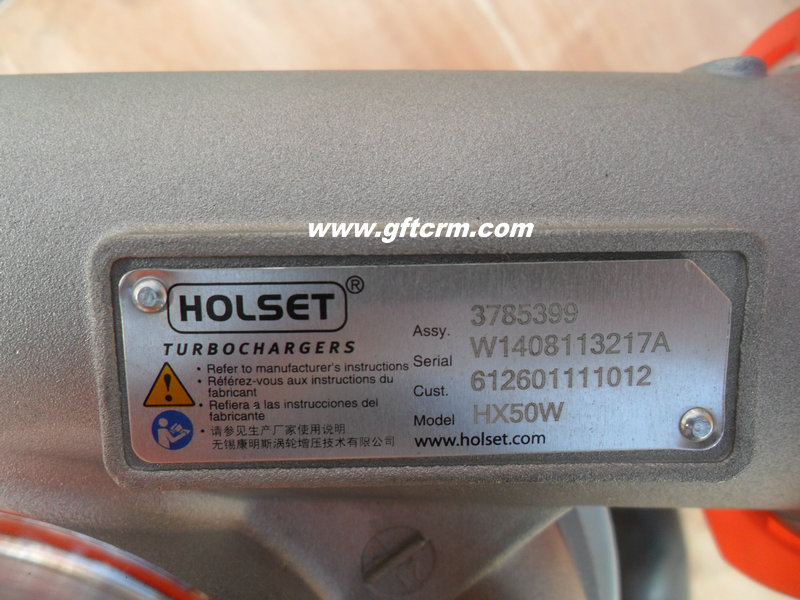 www.gftcrm.com
HOLSET®
TURBOCHARGERS
• Refer to manufacturer's instructions
• Référez-vous aux instructions du
fabricant
• Refiera a las instrucciones del
fabricante
• 请参见生产厂家使用说明
无锡康明斯涡轮增压技术有限公司
Assy. 3785399
Serial W1408113217A
Cust. 612601111012
Model HX50W
www.holset.com